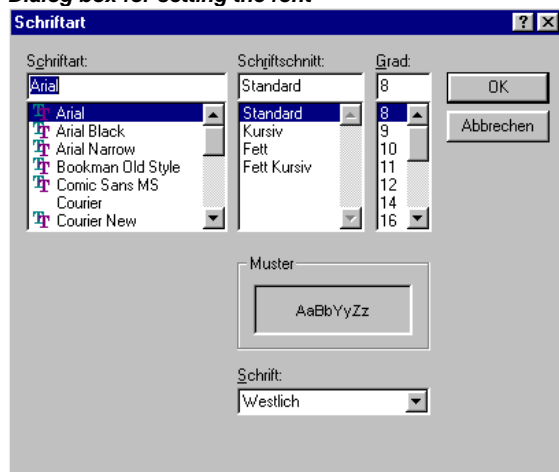 Dialog box for setting the font
Schriftart
Schriftart:
Arial
Arial
Arial Black
Arial Narrow
Bookman Old Style
Comic Sans MS
Courier
Courier New
Schriftschnitt:
Standard
Standard
Kursiv
Fett
Fett Kursiv
Grad:
8
8
9
10
11
12
14
16
OK
Abbrechen
Muster
AaBbYyZz
Schrift:
Westlich